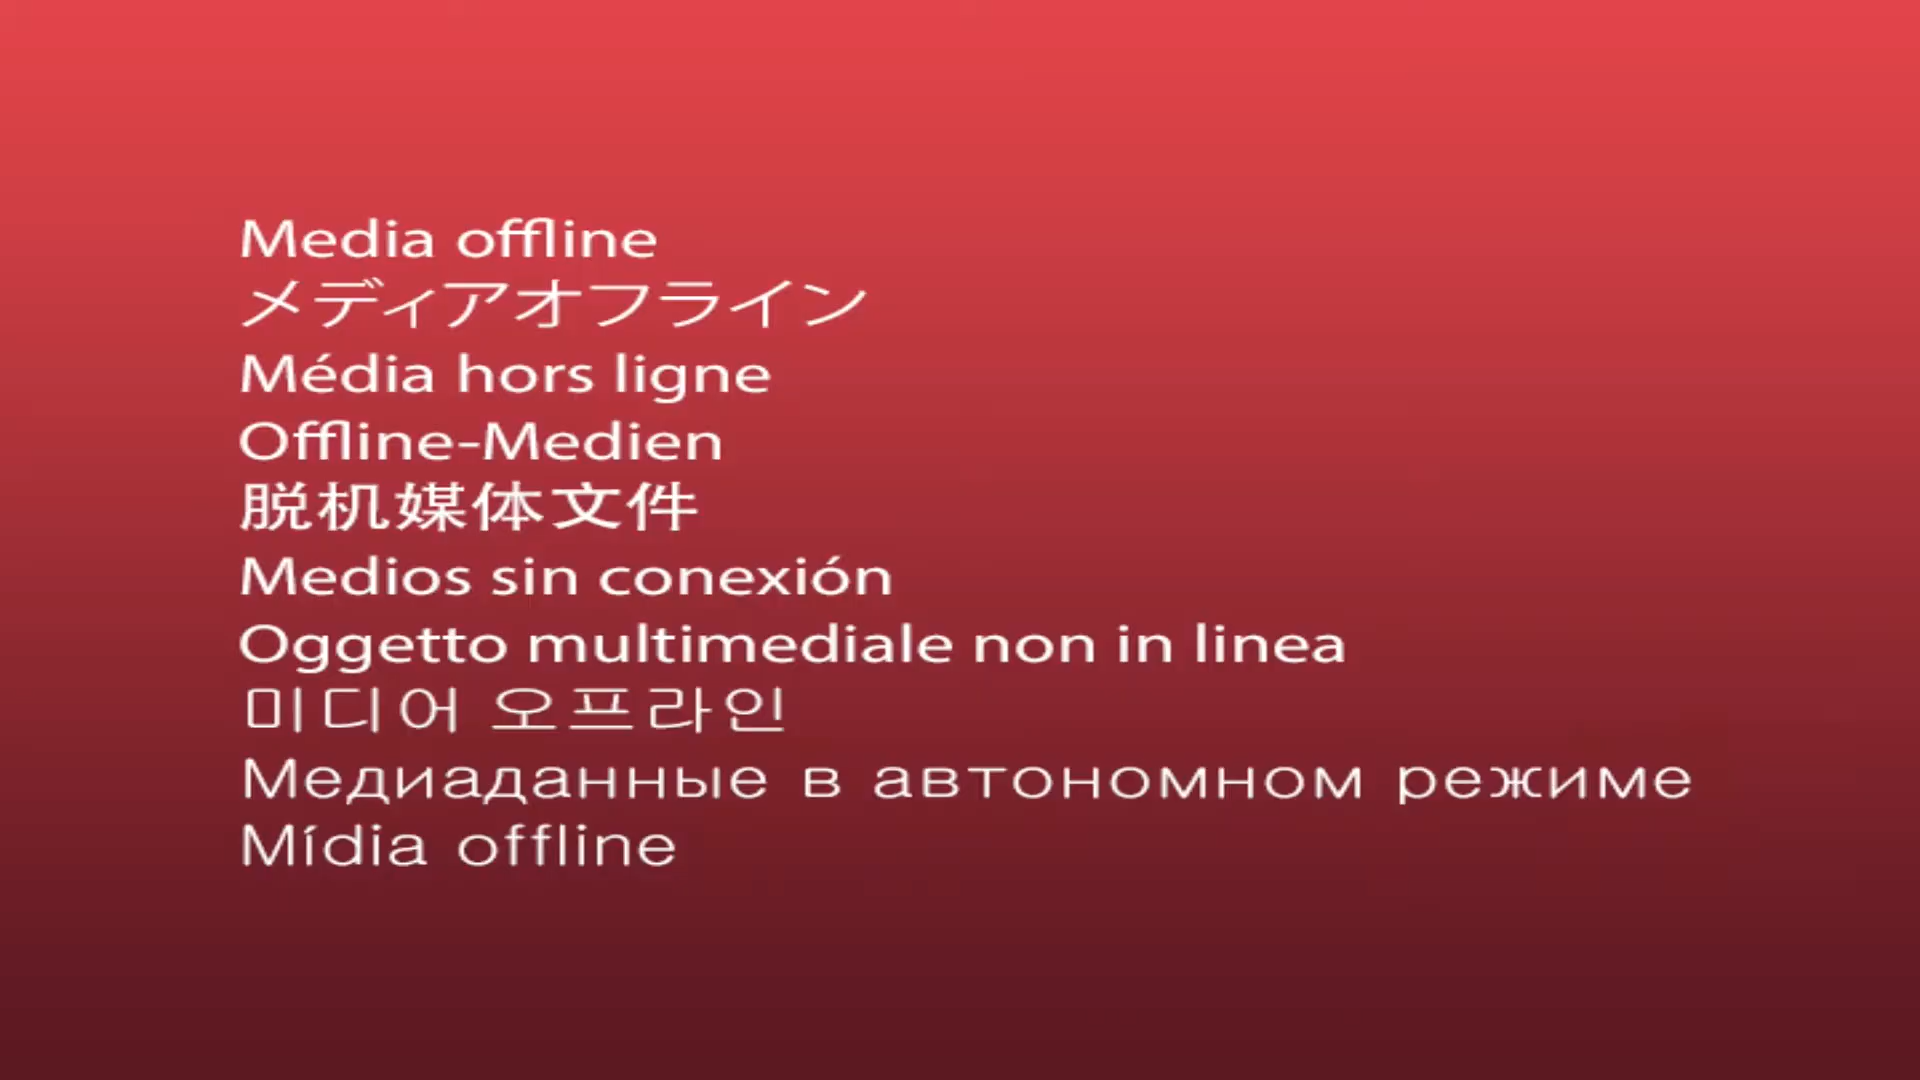 Media offline
メディアオフライン
Média hors ligne
Offline-Medien
脱机媒体文件
Medios sin conexión
Oggetto multimediale non in linea
미디어 오프라인
Медиаданные в автономном режиме
Mídia offline